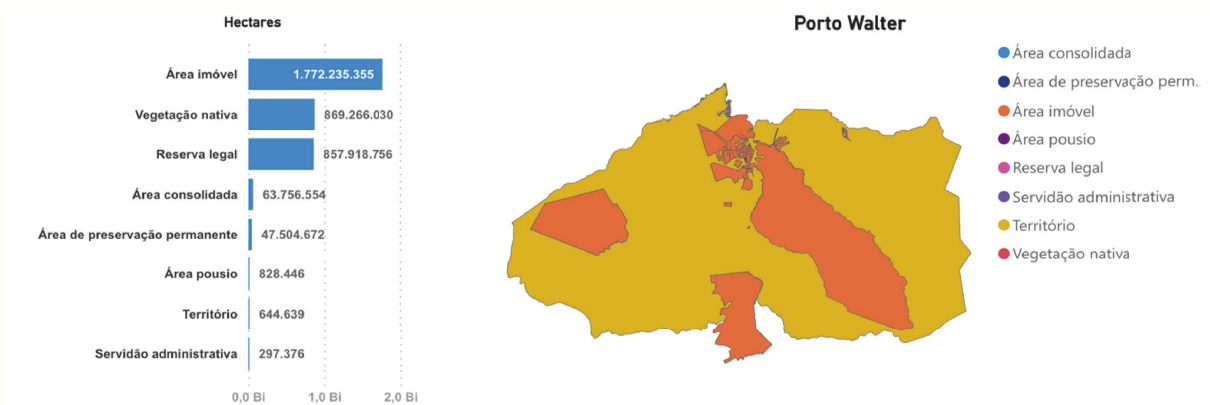 Hectares
Área imóvel 1.772.235.355
Vegetação nativa 869.266.030
Reserva legal 857.918.756
Área consolidada 63.756.554
Área de preservação permanente 47.504.672
Área pousio 828.446
Território 644.639
Servidão administrativa 297.376
0,0 Bi 1,0 Bi 2,0 Bi
Porto Walter
Área consolidada
Área de preservação perm..
Área imóvel
Área pousio
Reserva legal
Servidão administrativa
Território
Vegetação nativa